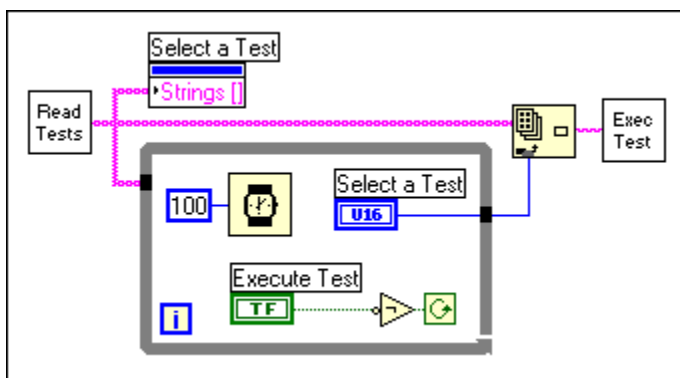 Select a Test
Strings []
Read
Tests
Exec
Test
100
Select a Test
U16
Execute Test
TF
i